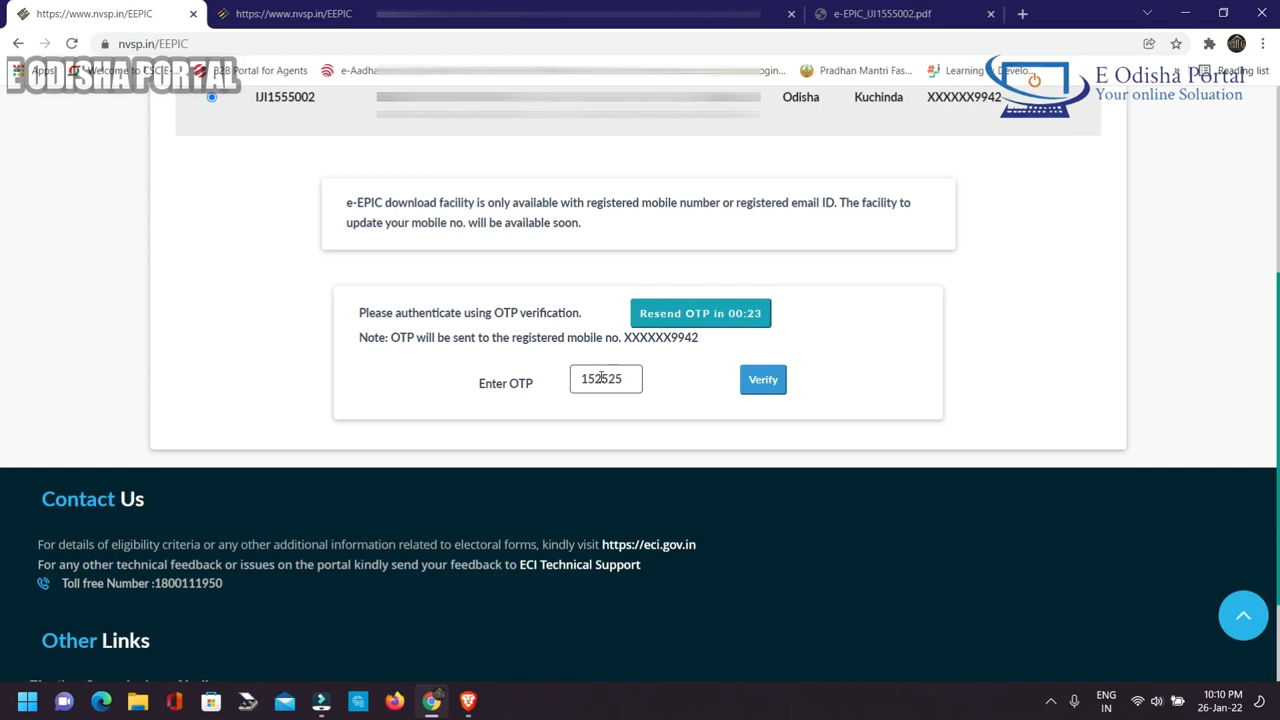 https://www.nvsp.in/EEPIC
https://www.nvsp.in/EEPIC
e-EPIC_IJI1555002.pdf
nvsp.in/EEPIC
E ODISHA PORTAL
Apps
Welcome to CSC E-
B2B Portal for Agents
e-Aadha
ogin...
Pradhan Mantri Fas...
Learning
Develo...
Reading list
E Odisha Portal
Your online Soluation
IJI1555002
Odisha
Kuchinda
XXXXXX9942
e-EPIC download facility is only available with registered mobile number or registered email ID. The facility to
update your mobile no. will be available soon.
Please authenticate using OTP verification.
Resend OTP in 00:23
Note: OTP will be sent to the registered mobile no. XXXXXX9942
Enter OTP
152525
Verify
Contact Us
For details of eligibility criteria or any other additional information related to electoral forms, kindly visit https://eci.gov.in
For any other technical feedback or issues on the portal kindly send your feedback to ECI Technical Support
Toll free Number :1800111950
Other Links
ENG
IN
10:10 PM
26-Jan-22